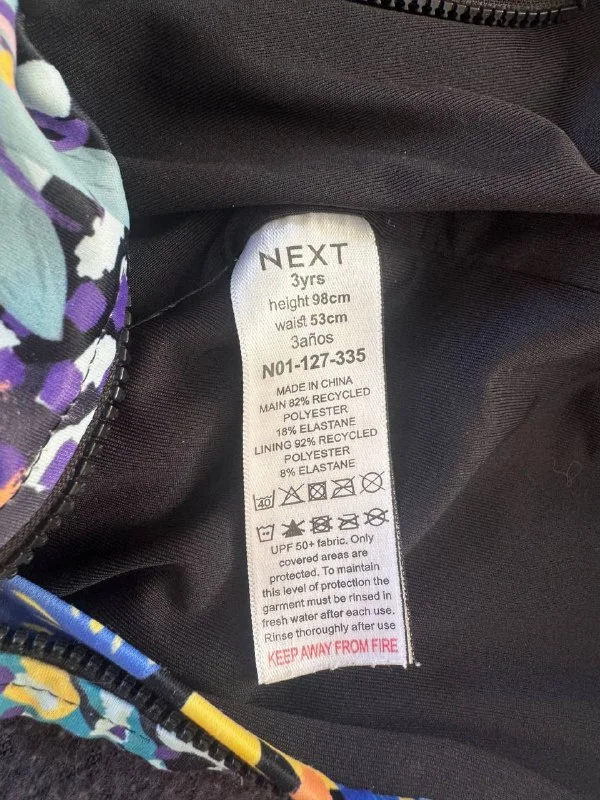 NEXT
3yrs
height 98cm
waist 53cm
3años
N01-127-335
MADE IN CHINA
MAIN 82% RECYCLED
POLYESTER
18% ELASTANE
LINING 92% RECYCLED
POLYESTER
8% ELASTANE
40
UPF 50+ fabric. Only
covered areas are
protected. To maintain
this level of protection the
garment must be rinsed in
fresh water after each use.
Rinse thoroughly after use
KEEP AWAY FROM FIRE